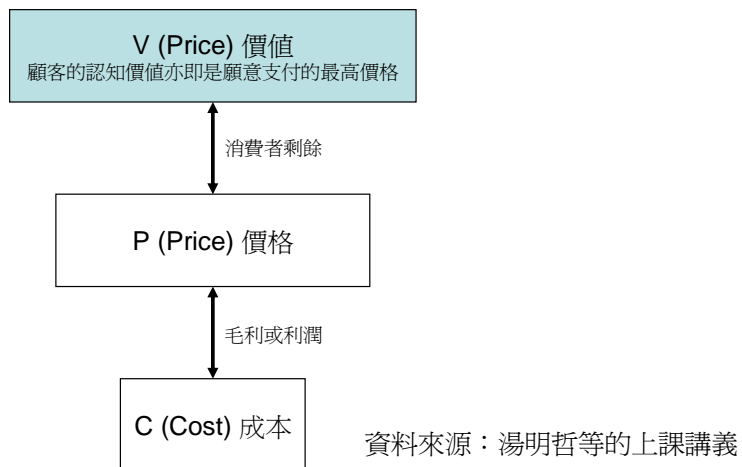 V (Price) 價值
顧客的認知價值亦即是願意支付的最高價格
消費者剩餘
P (Price) 價格
毛利或利潤
C (Cost) 成本
資料來源：湯明哲等的上課講義